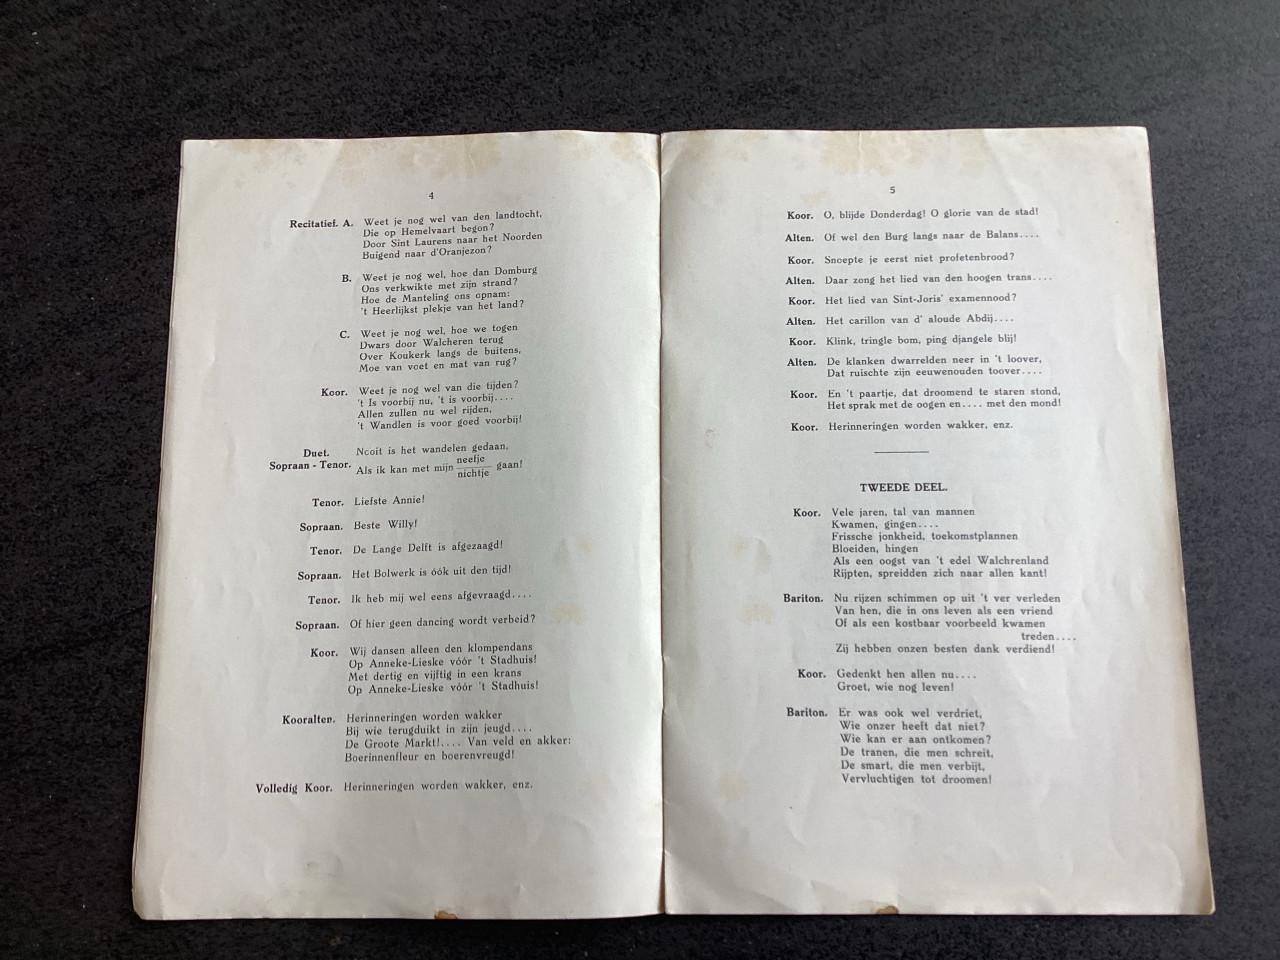 4
Recitatief. A. Weet je nog wel van den landtocht,
Die op Hemelvaart begon?
Door Sint Laurens naar het Noorden
Buigend naar d'Oranjezon?
B. Weet je nog wel, hoe dan Domburg
Ons verkwikte met zijn strand?
Hoe de Manteling ons opnam:
't Heerlijkst plekje van het land?
C. Weet je nog wel, hoe we togen
Dwars door Walcheren terug
Over Koukerk langs de buitens,
Moe van voet en mat van rug?
Koor. Weet je nog wel van die tijden?
't Is voorbij nu, 't is voorbij....
Allen zullen nu wel rijden,
't Wandlen is voor goed voorbij!
Duet. Ncoit is het wandelen gedaan,
Sopraan - Tenor. Als ik kan met mijn neefje gaan!
nichtje
Tenor. Liefste Annie!
Sopraan. Beste Willy!
Tenor. De Lange Delft is afgezaagd!
Sopraan. Het Bolwerk is óók uit den tijd!
Tenor. Ik heb mij wel eens afgevraagd....
Sopraan. Of hier geen dancing wordt verbeid?
Koor. Wij dansen alleen den klompendans
Op Anneke-Lieske vóór 't Stadhuis!
Met dertig en vijftig in een krans
Op Anneke-Lieske vóór 't Stadhuis!
Kooralten. Herinneringen worden wakker
Bij wie terugduikt in zijn jeugd....
De Groote Markt!.... Van veld en akker:
Boerinnenfleur en boerenvreugd!
Volledig Koor. Herinneringen worden wakker, enz.
5
Koor. O, blijde Donderdag! O glorie van de stad!
Alten. Of wel den Burg langs naar de Balans....
Koor. Snoepte je eerst niet profetenbrood?
Alten. Daar zong het lied van den hoogen trans....
Koor. Het lied van Sint-Joris' examennood?
Alten. Het carillon van d' aloude Abdij....
Koor. Klink, tringle bom, ping djangele blij!
Alten. De klanken dwarrelden neer in 't loover,
Dat ruischte zijn eeuwenouden toover....
Koor. En 't paartje, dat droomend te staren stond,
Het sprak met de oogen en.... met den mond!
Koor. Herinneringen worden wakker, enz.
TWEEDE DEEL.
Koor. Vele jaren, tal van mannen
Kwamen, gingen....
Frissche jonkheid, toekomstplannen
Bloeiden, hingen
Als een oogst van 't edel Walchrenland
Rijpten, spreidden zich naar allen kant!
Bariton. Nu rijzen schimmen op uit 't ver verleden
Van hen, die in ons leven als een vriend
Of als een kostbaar voorbeeld kwamen
treden....
Zij hebben onzen besten dank verdiend!
Koor. Gedenkt hen allen nu....
Groet, wie nog leven!
Bariton. Er was ook wel verdriet,
Wie onzer heeft dat niet?
Wie kan er aan ontkomen?
De tranen, die men schreit,
De smart, die men verbijt,
Vervluchtigen tot droomen!